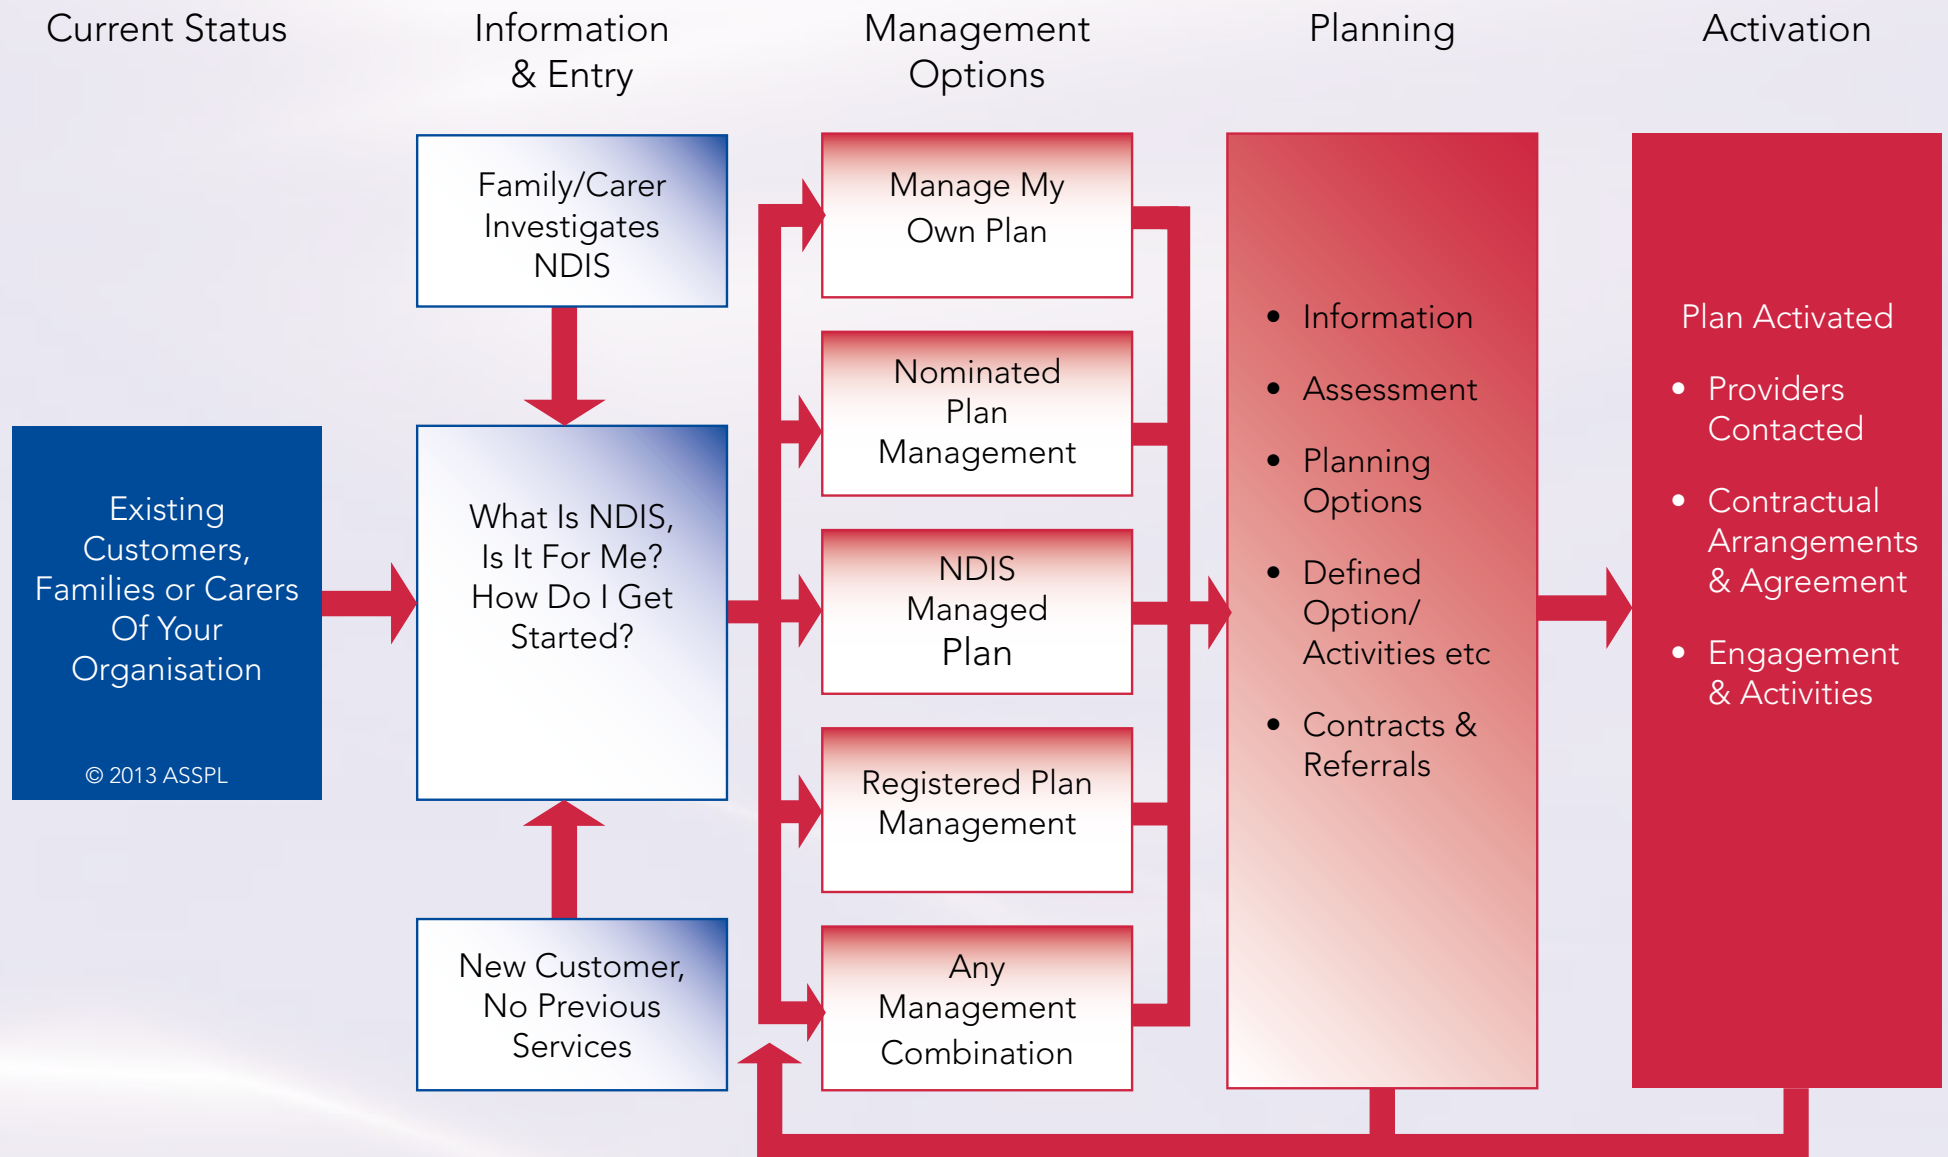 Current Status
Information
& Entry
Management
Options
Planning
Activation
Existing
Customers,
Families or Carers
Of Your
Organisation
© 2013 ASSPL
Family/Carer
Investigates
NDIS
What Is NDIS,
Is It For Me?
How Do I Get
Started?
New Customer,
No Previous
Services
Manage My
Own Plan
Nominated
Plan
Management
NDIS
Managed
Plan
Registered Plan
Management
Any
Management
Combination
• Information
• Assessment
• Planning
Options
• Defined
Option/
Activities etc
• Contracts &
Referrals
Plan Activated
• Providers
Contacted
• Contractual
Arrangements
& Agreement
• Engagement
& Activities